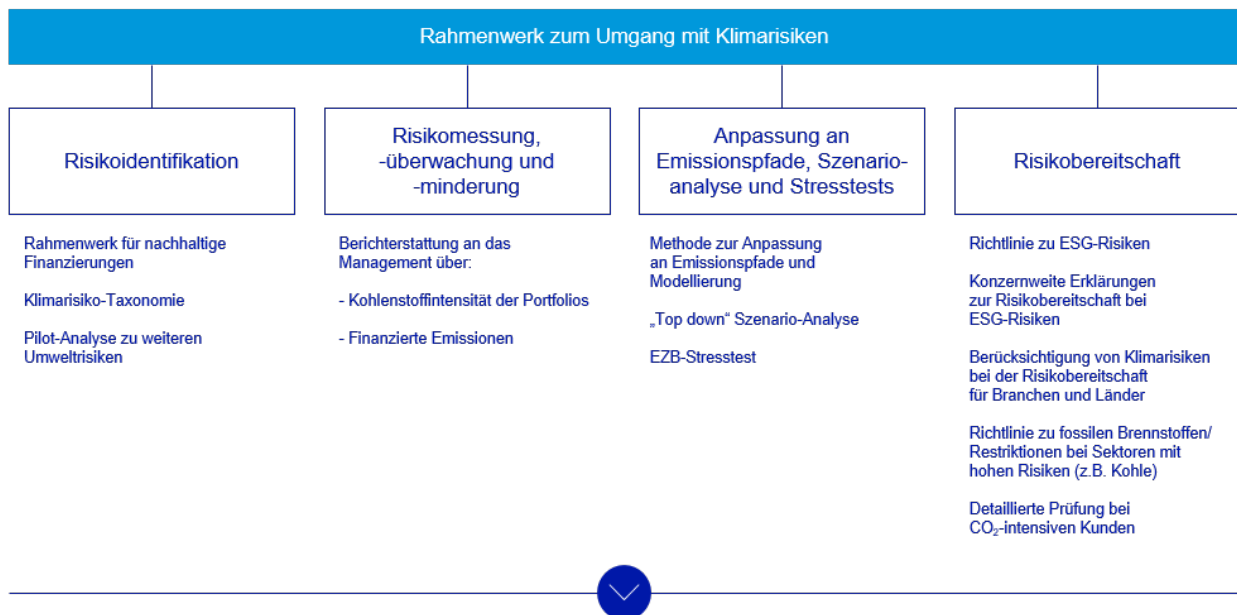 Rahmenwerk zum Umgang mit Klimarisiken
Risikoidentifikation
Rahmenwerk für nachhaltige
Finanzierungen
Klimarisiko-Taxonomie
Pilot-Analyse zu weiteren
Umweltrisiken
Risikomessung,
-überwachung und
-minderung
Berichterstattung an das
Management über:
- Kohlenstoffintensität der Portfolios
- Finanzierte Emissionen
Anpassung an
Emissionspfade, Szenario-
analyse und Stresstests
Methode zur Anpassung
an Emissionspfade und
Modellierung
„Top down“ Szenario-Analyse
EZB-Stresstest
Risikobereitschaft
Richtlinie zu ESG-Risiken
Konzernweite Erklärungen
zur Risikobereitschaft bei
ESG-Risiken
Berücksichtigung von Klimarisiken
bei der Risikobereitschaft
für Branchen und Länder
Richtlinie zu fossilen Brennstoffen/
Restriktionen bei Sektoren mit
hohen Risiken (z.B. Kohle)
Detaillierte Prüfung bei
CO₂-intensiven Kunden